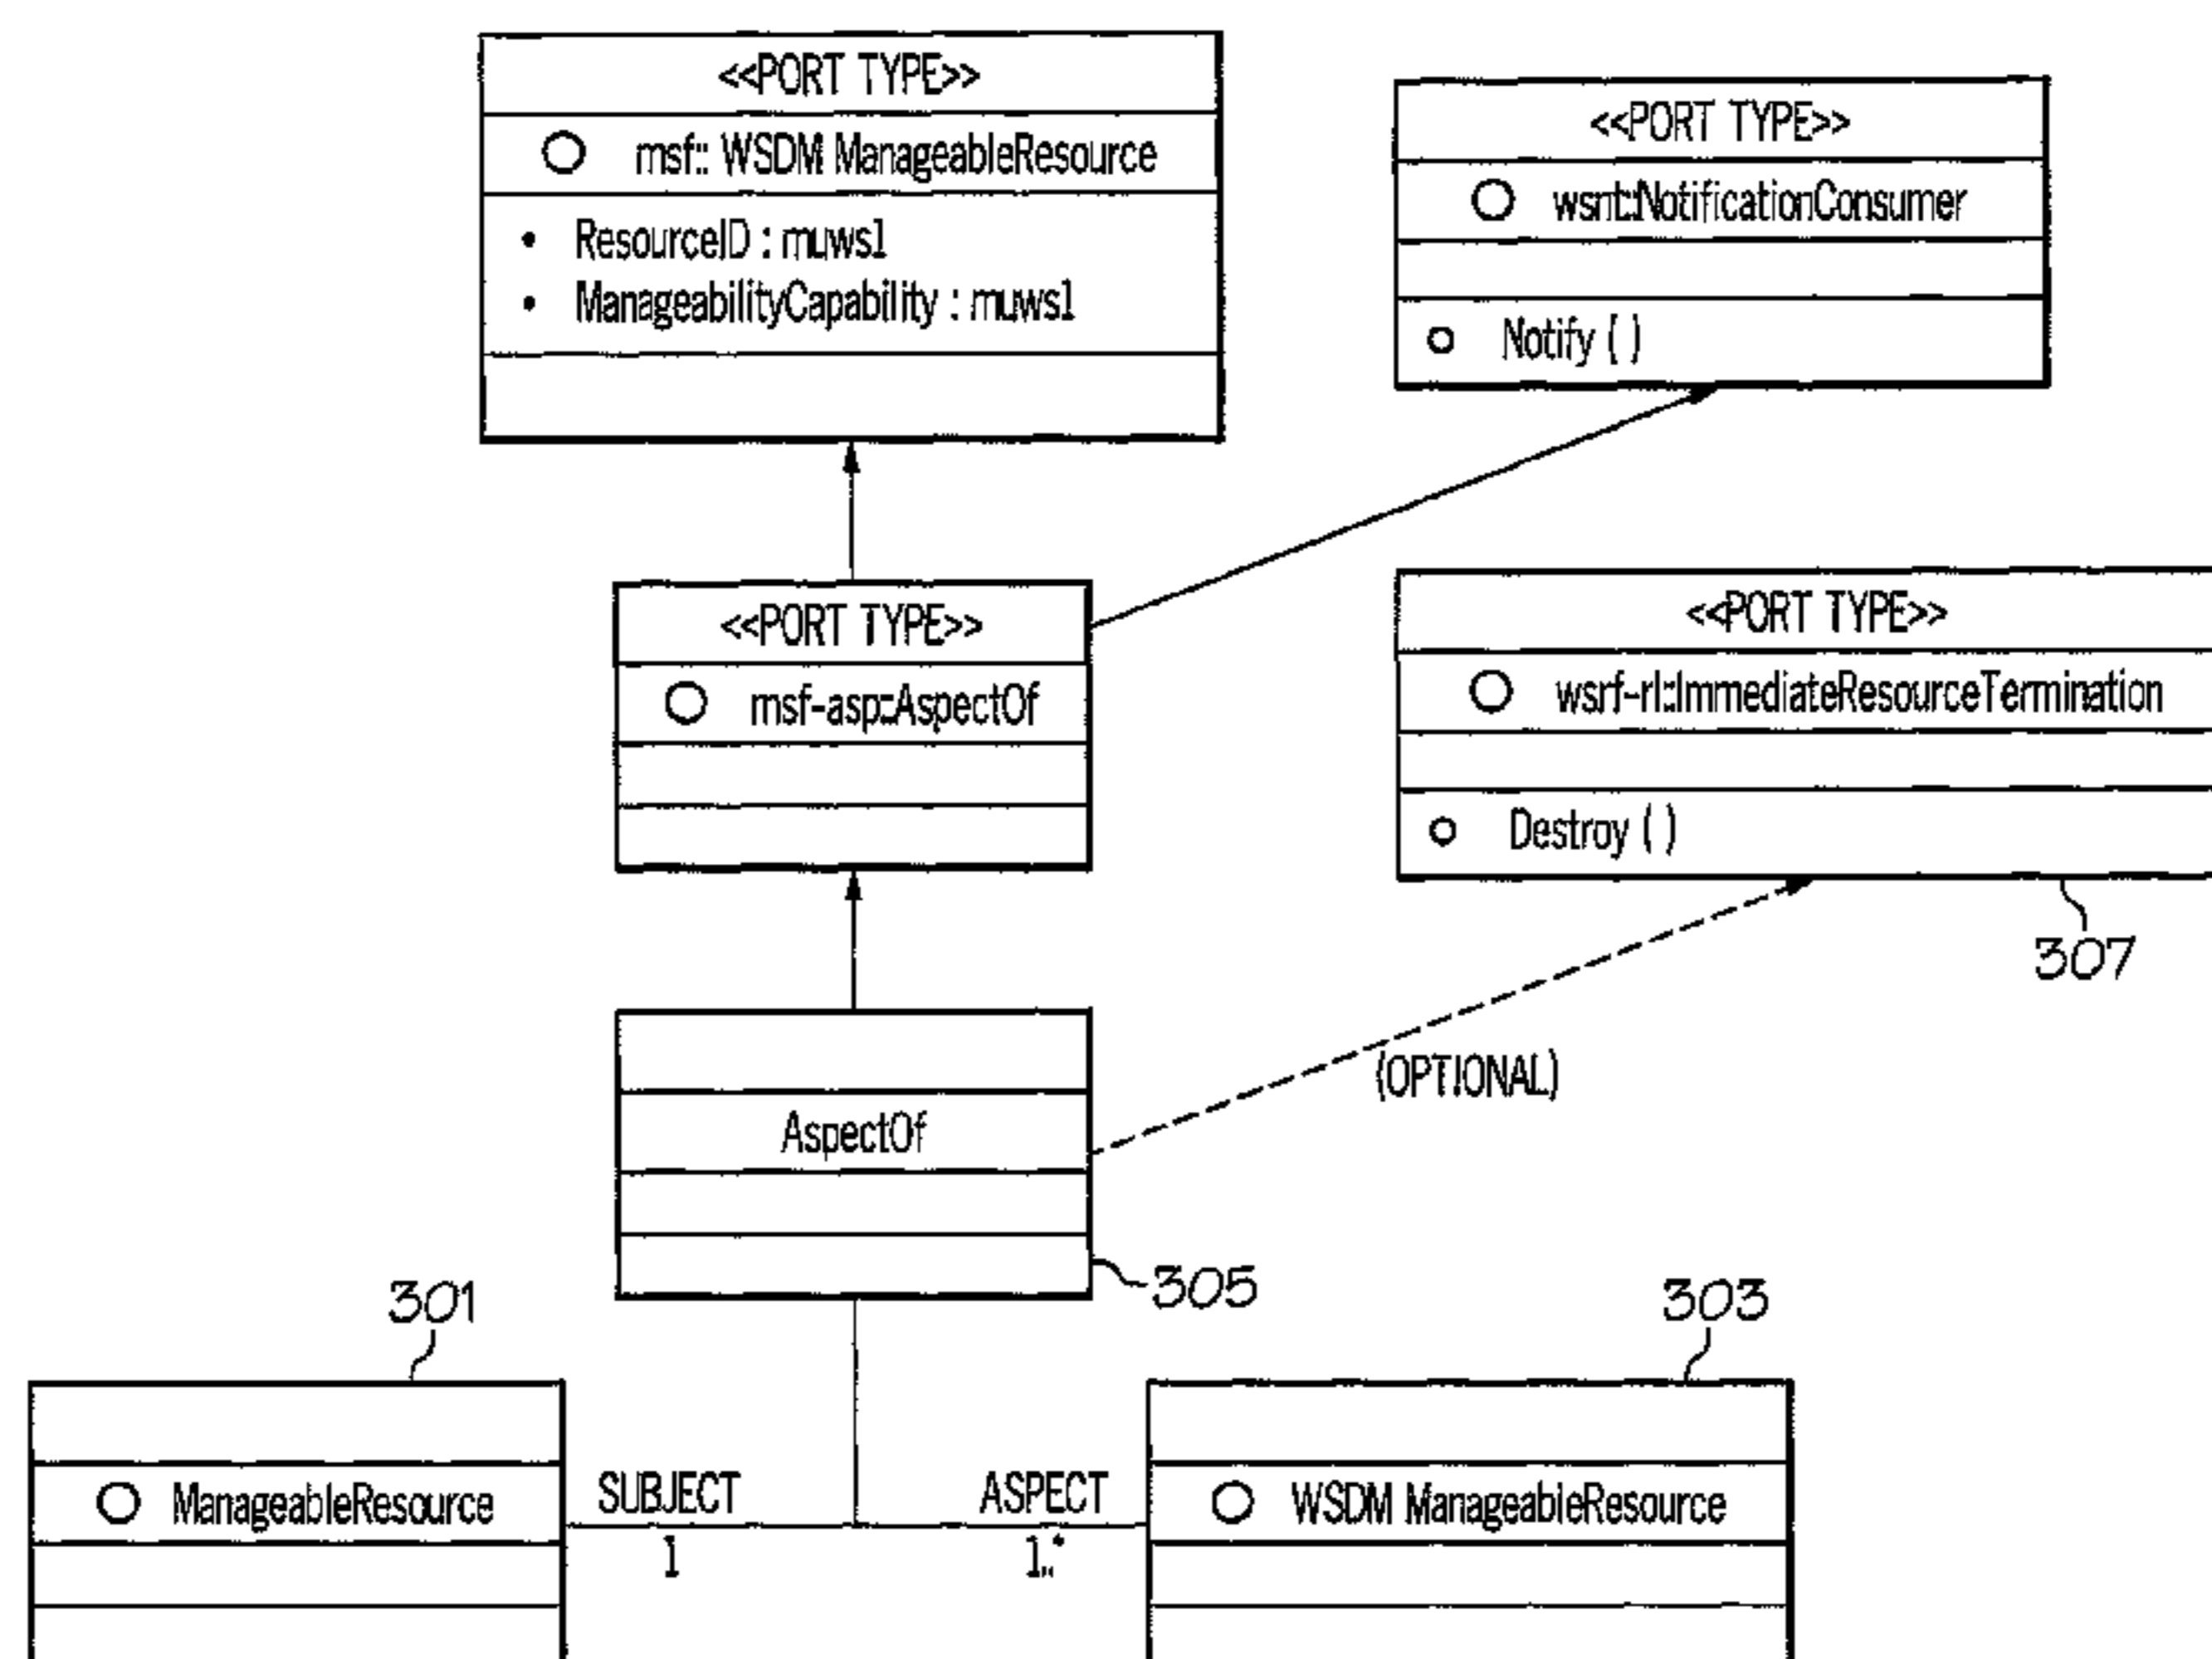 <<PORT TYPE>>
msf:: WSDM ManageableResource
• ResourceID : muws1
• ManageabilityCapability : muws1
<<PORT TYPE>>
wsnt::NotificationConsumer
Notify ( )
<<PORT TYPE>>
msf-asp::AspectOf
<<PORT TYPE>>
wsrf-rl::ImmediateResourceTermination
Destroy ( )
307
(OPTIONAL)
AspectOf
305
301
303
ManageableResource
SUBJECT
1
ASPECT
1..*
WSDM ManageableResource